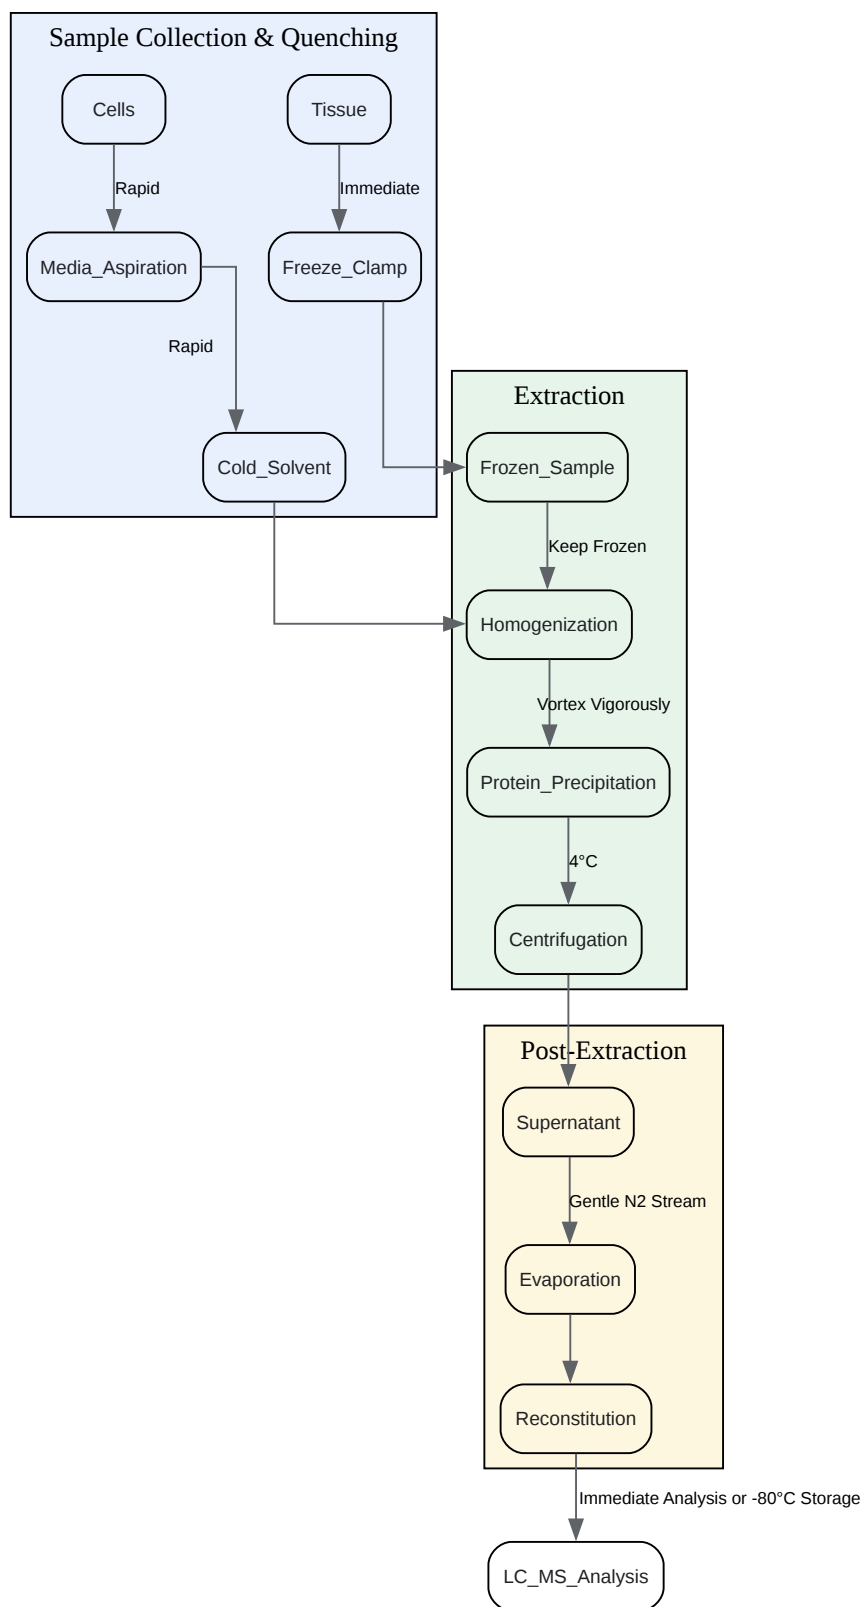 Sample Collection & Quenching
Cells
Tissue
Rapid
Immediate
Media_Aspiration
Freeze_Clamp
Rapid
Extraction
Cold_Solvent
Frozen_Sample
Keep Frozen
Homogenization
Vortex Vigorously
Protein_Precipitation
4°C
Centrifugation
Post-Extraction
Supernatant
Gentle N2 Stream
Evaporation
Reconstitution
Immediate Analysis or -80°C Storage
LC_MS_Analysis